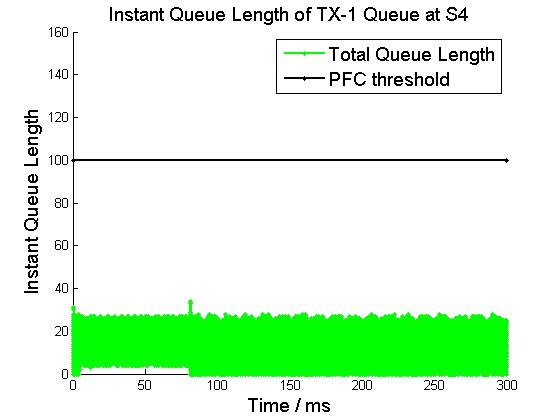 Instant Queue Length of TX-1 Queue at S4
160
140
120
100
80
60
40
20
0
Instant Queue Length
Total Queue Length
PFC threshold
0 50 100 150 200 250 300
Time / ms